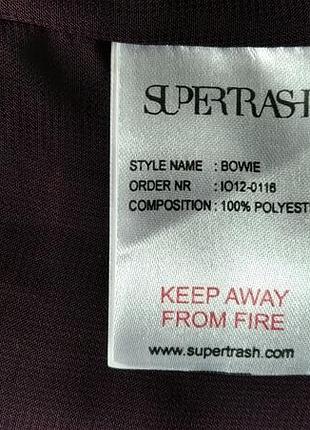 SUPERTRASH
STYLE NAME : BOWIE
ORDER NR : IO12-0116
COMPOSITION : 100% POLYEST
KEEP AWAY
FROM FIRE
www.supertrash.com